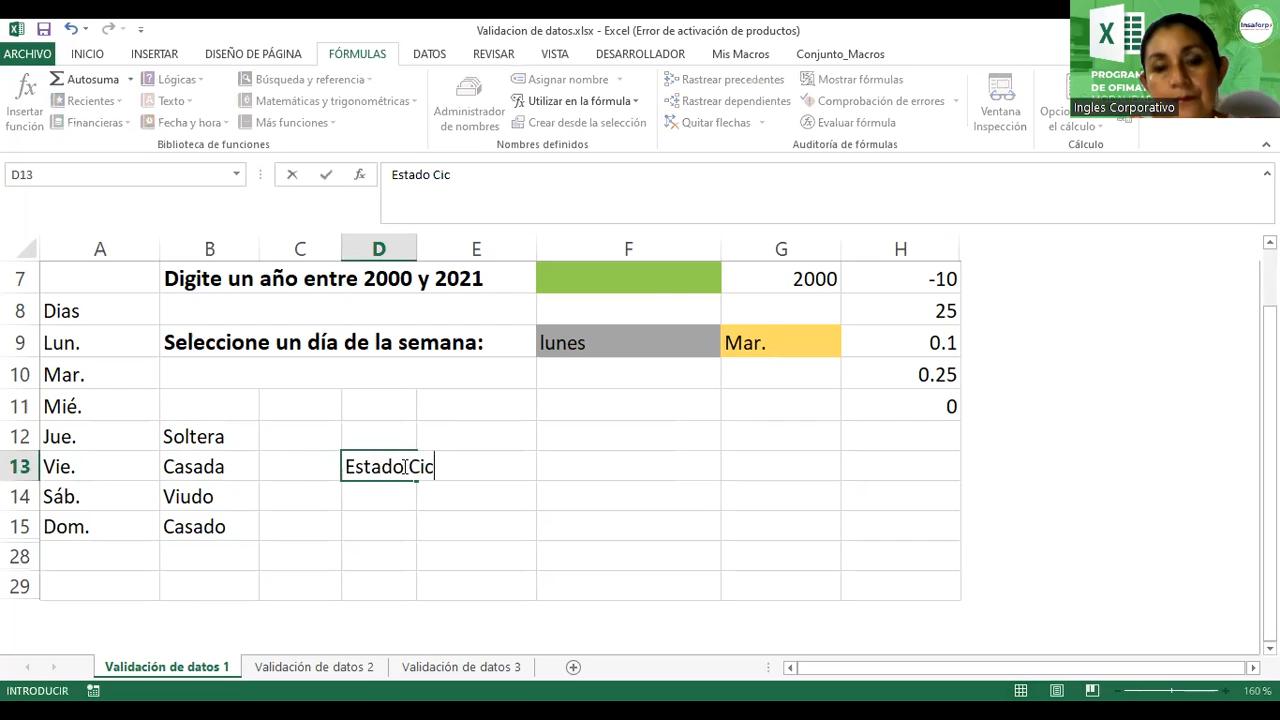 Validacion de datos.xlsx - Excel (Error de activación de productos)
ARCHIVO INICIO INSERTAR DISEÑO DE PÁGINA FÓRMULAS DATOS REVISAR VISTA DESARROLLADOR Mis Macros Conjunto_Macros
Insertar función
Autosuma Lógicas Búsqueda y referencia
Recientes Texto Matemáticas y trigonométricas
Financieras Fecha y hora Más funciones
Biblioteca de funciones
Administrador de nombres
Asignar nombre
Utilizar en la fórmula
Crear desde la selección
Nombres definidos
Rastrear precedentes Mostrar fórmulas
Rastrear dependientes Comprobación de errores
Quitar flechas Evaluar fórmula
Auditoría de fórmulas
Ventana Inspección
el cálculo
Cálculo
X
Insaforp
PROGRAM
DE OFIMA
Ingles Corporativo
D13 fx Estado Cic
A B C D E F G H
7 Digite un año entre 2000 y 2021 2000 -10
8 Dias 25
9 Lun. Seleccione un día de la semana: lunes Mar. 0.1
10 Mar. 0.25
11 Mié. 0
12 Jue. Soltera
13 Vie. Casada Estado Cic
14 Sáb. Viudo
15 Dom. Casado
28
29
Validación de datos 1 Validación de datos 2 Validación de datos 3
INTRODUCIR 160 %